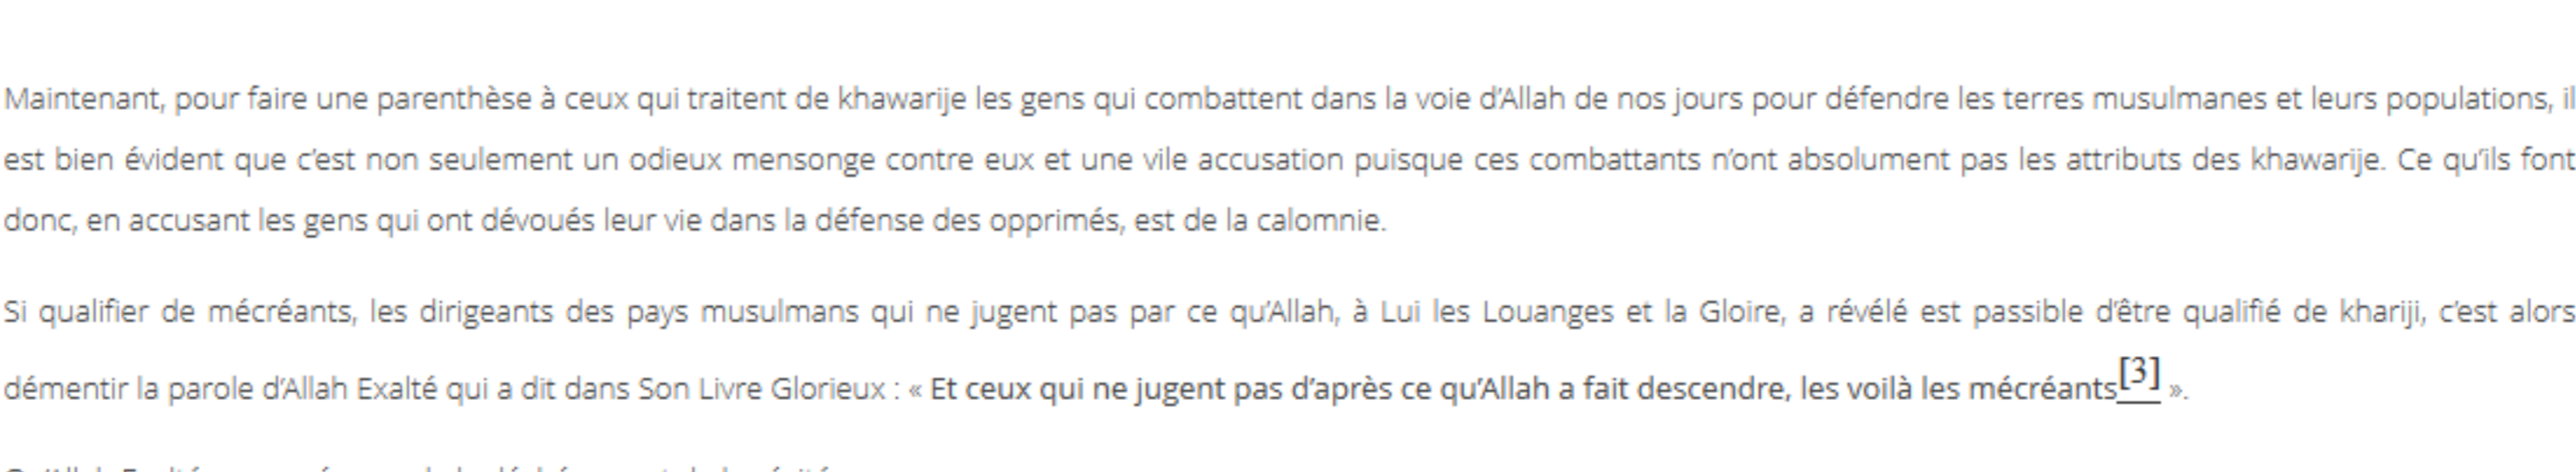 Maintenant, pour faire une parenthèse à ceux qui traitent de khawarije les gens qui combattent dans la voie d’Allah de nos jours pour défendre les terres musulmanes et leurs populations, il
est bien évident que c’est non seulement un odieux mensonge contre eux et une vile accusation puisque ces combattants n’ont absolument pas les attributs des khawarije. Ce qu’ils font
donc, en accusant les gens qui ont dévoués leur vie dans la défense des opprimés, est de la calomnie.
Si qualifier de mécréants, les dirigeants des pays musulmans qui ne jugent pas par ce qu’Allah, à Lui les Louanges et la Gloire, a révélé est passible d’être qualifié de khariji, c’est alors
démentir la parole d’Allah Exalté qui a dit dans Son Livre Glorieux : « Et ceux qui ne jugent pas d’après ce qu’Allah a fait descendre, les voilà les mécréants[3] ».